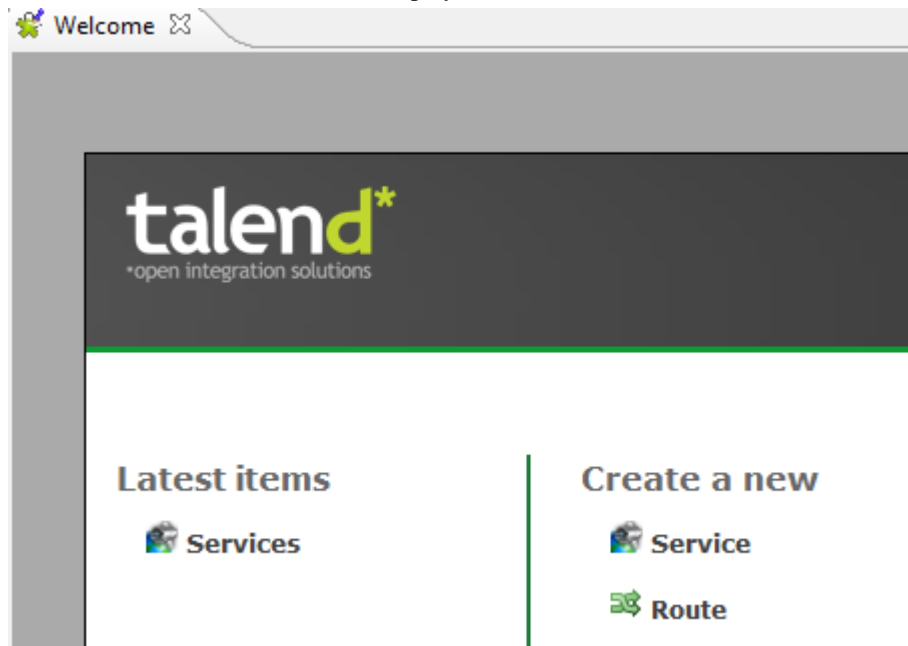 Welcome
talend*
*open integration solutions
Latest items
Services
Create a new
Service
Route